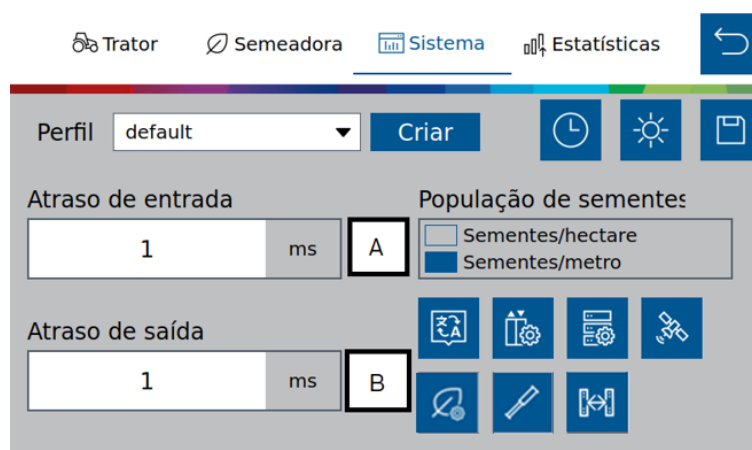 Trator Semeadora Sistema Estatísticas
Perfil default Criar
Atraso de entrada
1 ms A
População de sementes
Sementes/hectare
Sementes/metro
Atraso de saída
1 ms B